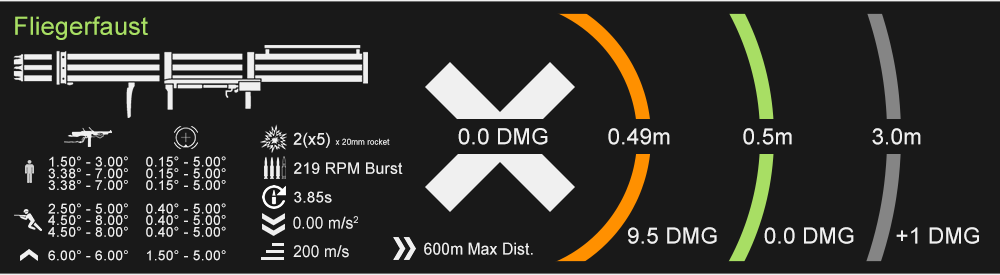 Fliegerfaust
1.50° - 3.00° 0.15° - 5.00°
3.38° - 7.00° 0.15° - 5.00°
3.38° - 7.00° 0.15° - 5.00°
2.50° - 5.00° 0.40° - 5.00°
4.50° - 8.00° 0.40° - 5.00°
4.50° - 8.00° 0.40° - 5.00°
6.00° - 6.00° 1.50° - 5.00°
2(x5) x 20mm rocket
219 RPM Burst
3.85s
0.00 m/s²
200 m/s
600m Max Dist.
0.0 DMG
0.49m
0.5m
3.0m
9.5 DMG
0.0 DMG
+1 DMG